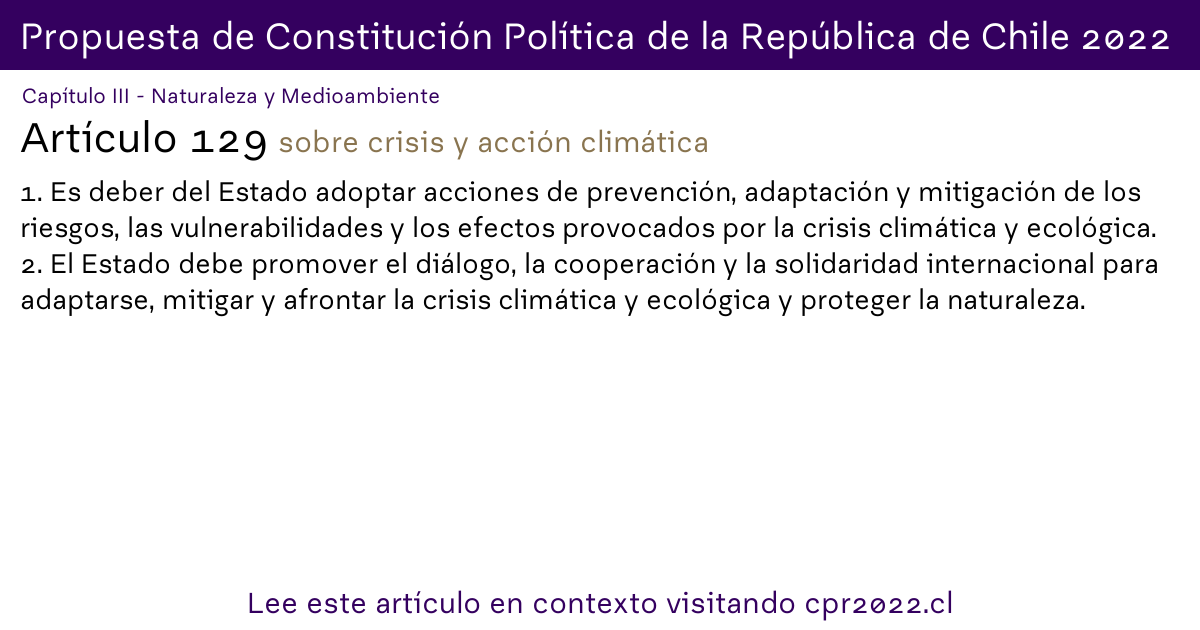 Propuesta de Constitución Política de la República de Chile 2022
Capítulo III - Naturaleza y Medioambiente
Artículo 129 sobre crisis y acción climática
1. Es deber del Estado adoptar acciones de prevención, adaptación y mitigación de los
riesgos, las vulnerabilidades y los efectos provocados por la crisis climática y ecológica.
2. El Estado debe promover el diálogo, la cooperación y la solidaridad internacional para
adaptarse, mitigar y afrontar la crisis climática y ecológica y proteger la naturaleza.
Lee este artículo en contexto visitando cpr2022.cl